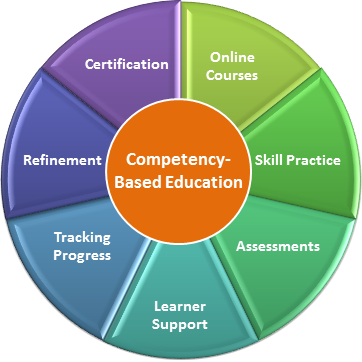 Competency-
Based Education
Online
Courses
Skill Practice
Assessments
Learner
Support
Tracking
Progress
Refinement
Certification